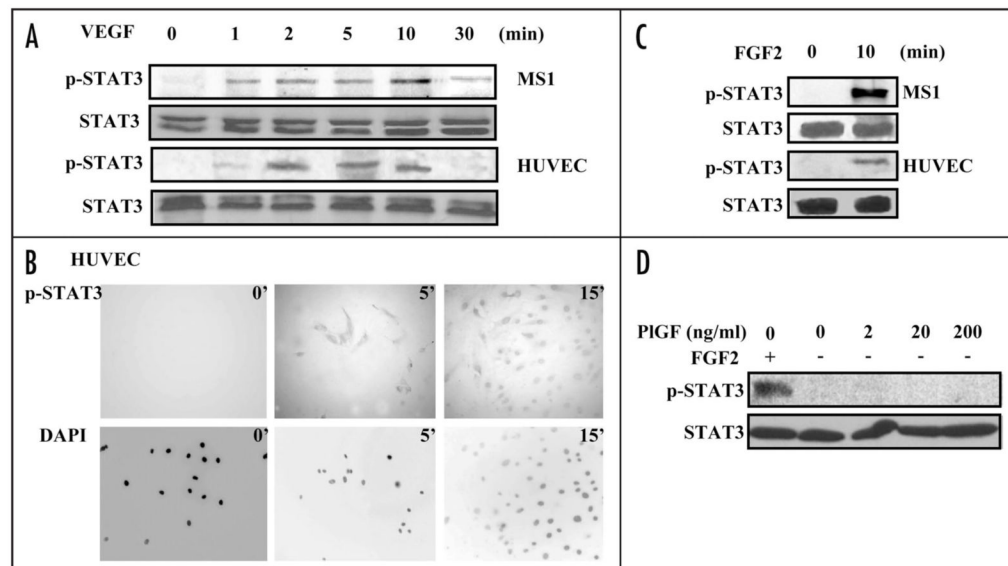 A
VEGF 0 1 2 5 10 30 (min)
p-STAT3 MS1
STAT3
p-STAT3 HUVEC
STAT3
B
HUVEC
p-STAT3 0' 5' 15'
DAPI 0' 5' 15'
C
FGF2 0 10 (min)
p-STAT3 MS1
STAT3
p-STAT3 HUVEC
STAT3
D
PlGF (ng/ml) 0 0 2 20 200
FGF2 + - - - -
p-STAT3
STAT3